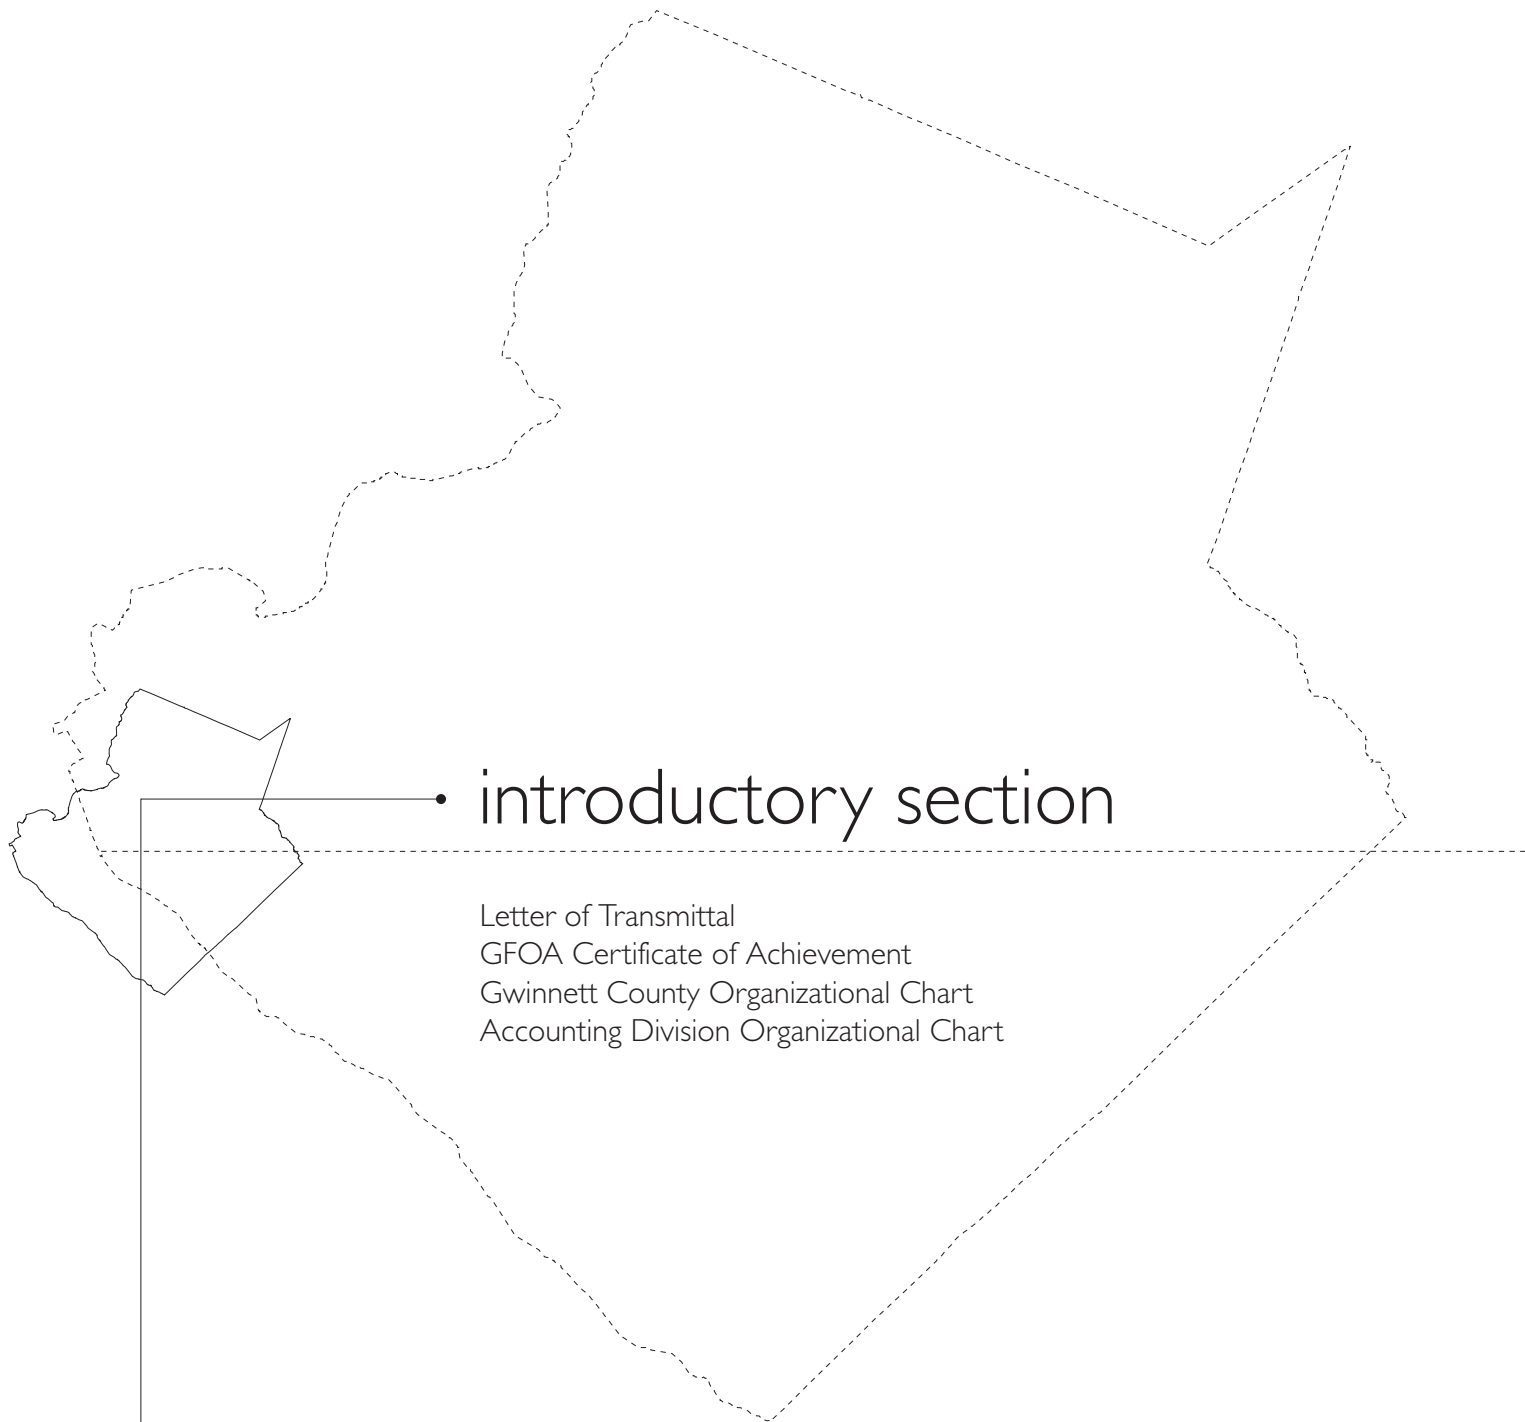 introductory section
Letter of Transmittal
GFOA Certificate of Achievement
Gwinnett County Organizational Chart
Accounting Division Organizational Chart